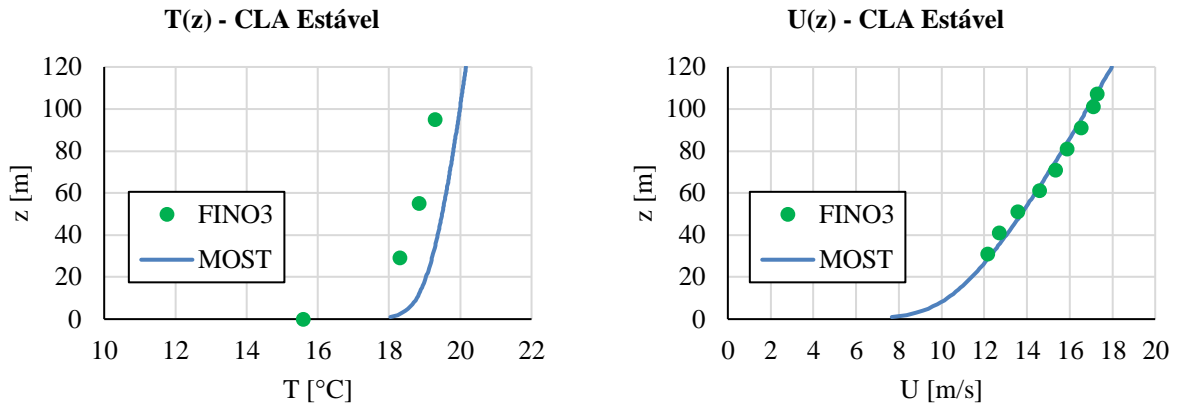 T(z) - CLA Estável
120
100
80
60
40
20
0
z [m]
FINO3
MOST
10 12 14 16 18 20 22
T [°C]
U(z) - CLA Estável
120
100
80
60
40
20
0
z [m]
FINO3
MOST
0 2 4 6 8 10 12 14 16 18 20
U [m/s]